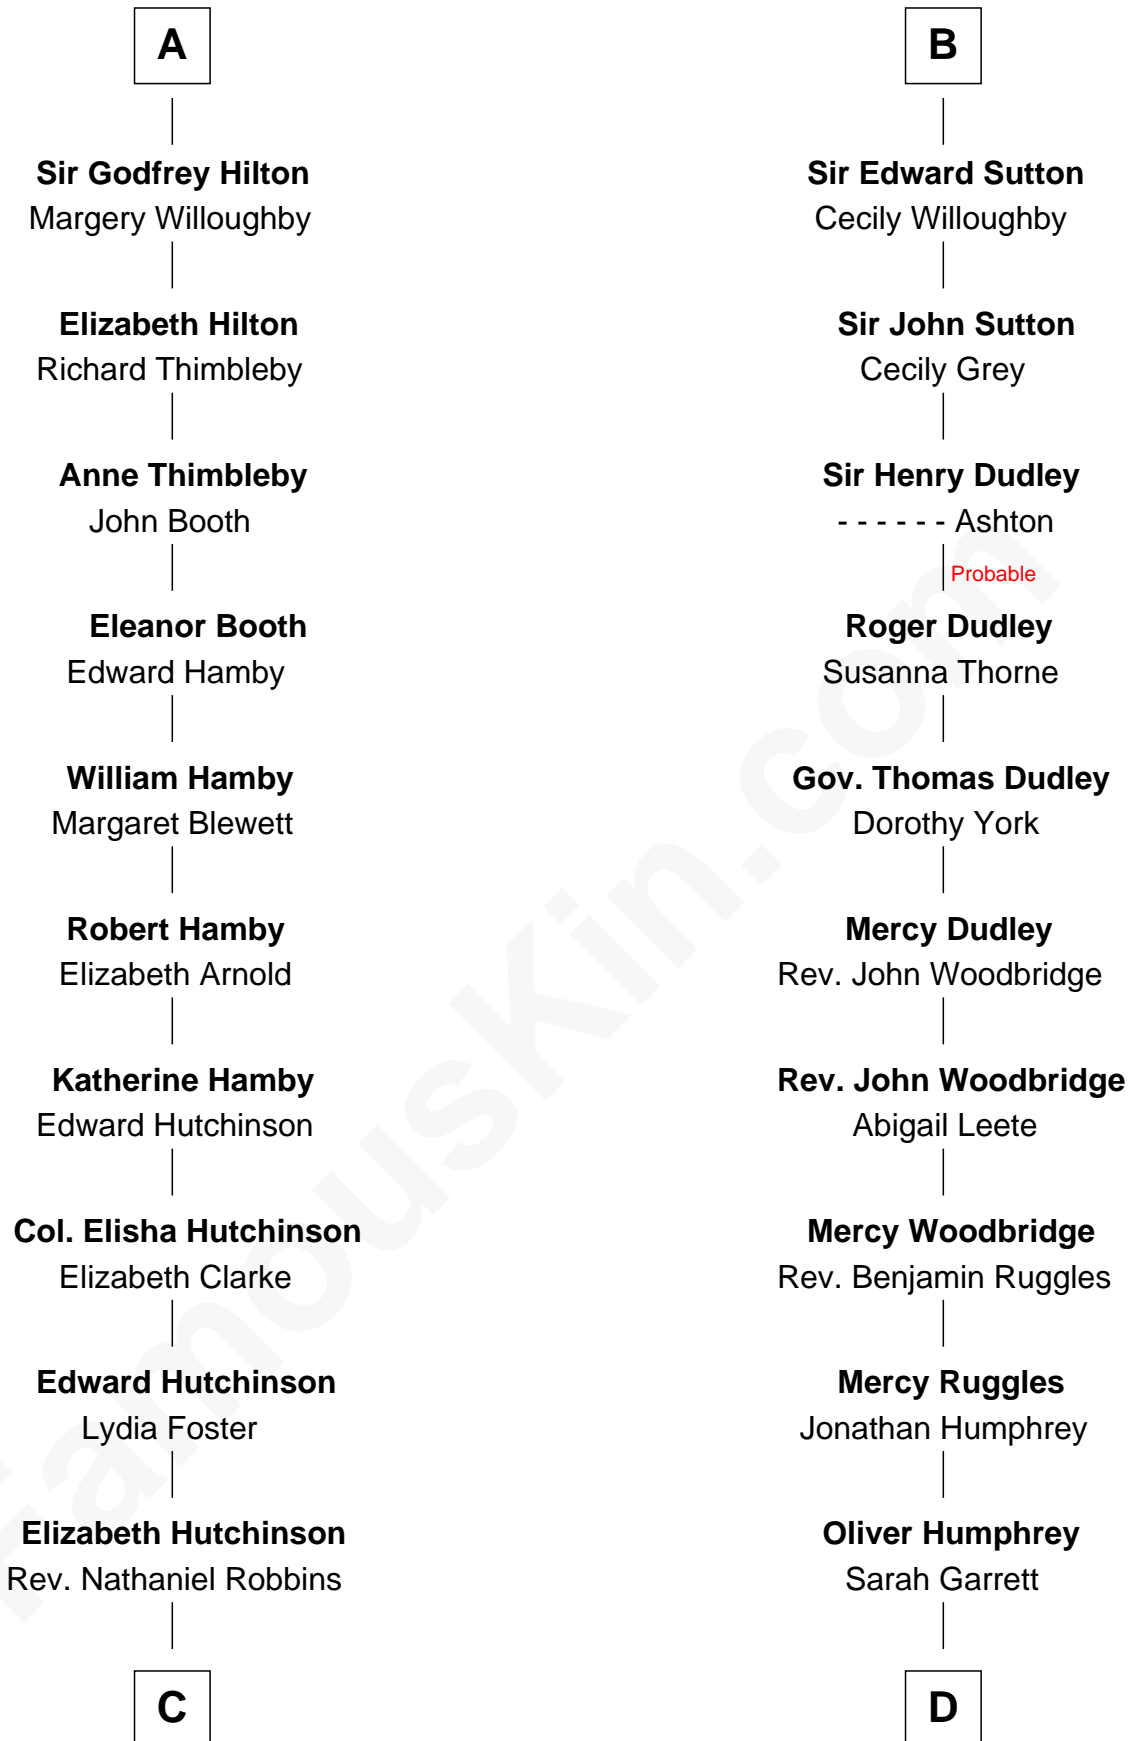 A
Sir Godfrey Hilton
Margery Willoughby
Elizabeth Hilton
Richard Thimbleby
Anne Thimbleby
John Booth
Eleanor Booth
Edward Hamby
William Hamby
Margaret Blewett
Robert Hamby
Elizabeth Arnold
Katherine Hamby
Edward Hutchinson
Col. Elisha Hutchinson
Elizabeth Clarke
Edward Hutchinson
Lydia Foster
Elizabeth Hutchinson
Rev. Nathaniel Robbins
C
B
Sir Edward Sutton
Cecily Willoughby
Sir John Sutton
Cecily Grey
Sir Henry Dudley
- - - - - - Ashton
Probable
Roger Dudley
Susanna Thorne
Gov. Thomas Dudley
Dorothy York
Mercy Dudley
Rev. John Woodbridge
Rev. John Woodbridge
Abigail Leete
Mercy Woodbridge
Rev. Benjamin Ruggles
Mercy Ruggles
Jonathan Humphrey
Oliver Humphrey
Sarah Garrett
D
FamousKin.com